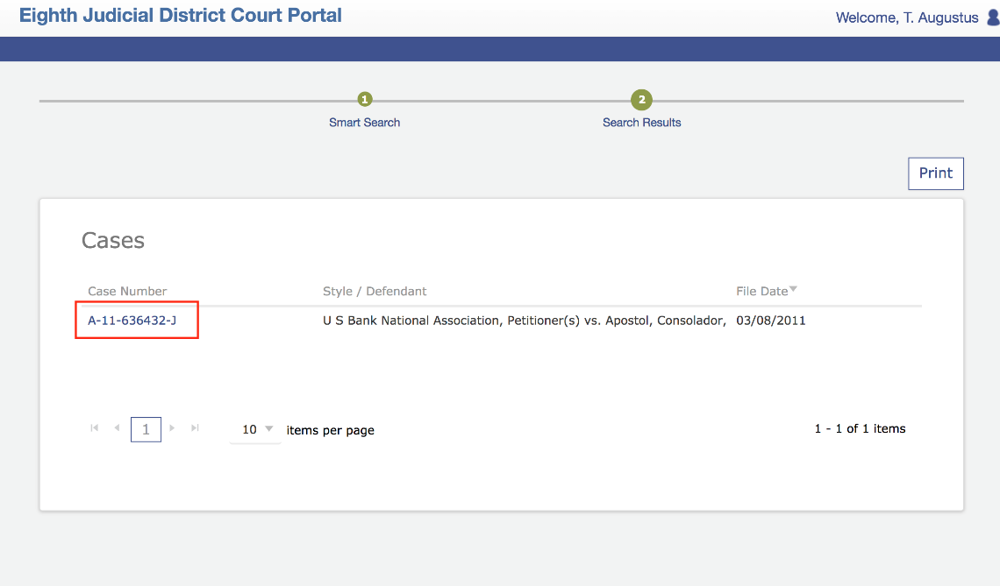 Eighth Judicial District Court Portal
Welcome, T. Augustus
1
2
Smart Search
Search Results
Print
Cases
Case Number Style / Defendant File Date
A-11-636432-J U S Bank National Association, Petitioner(s) vs. Apostol, Consolador, 03/08/2011
1 10 items per page 1 - 1 of 1 items